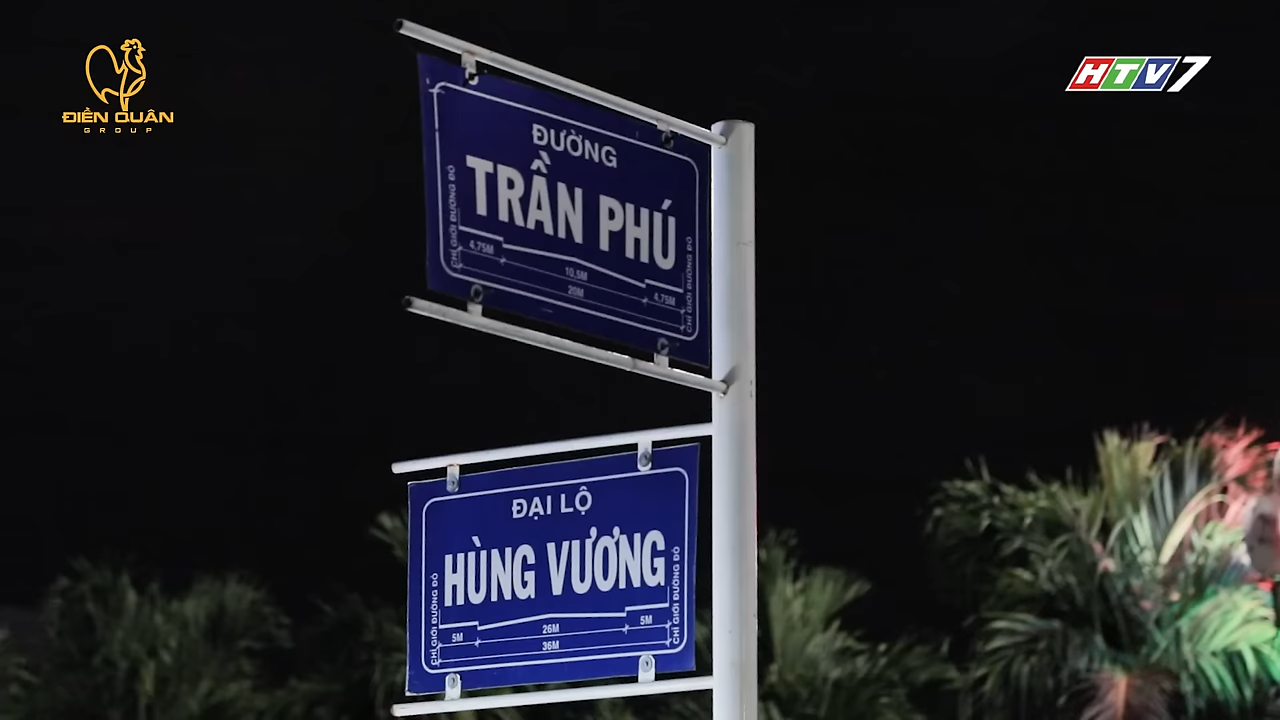 ĐIỀN QUÂN
GROUP
HTV7
ĐƯỜNG
TRẦN PHÚ
CHỈ GIỚI ĐƯỜNG ĐỎ
4,75M
10,5M
4,75M
20M
CHỈ GIỚI ĐƯỜNG ĐỎ
ĐẠI LỘ
HÙNG VƯƠNG
CHỈ GIỚI ĐƯỜNG ĐỎ
5M
26M
5M
36M
CHỈ GIỚI ĐƯỜNG ĐỎ